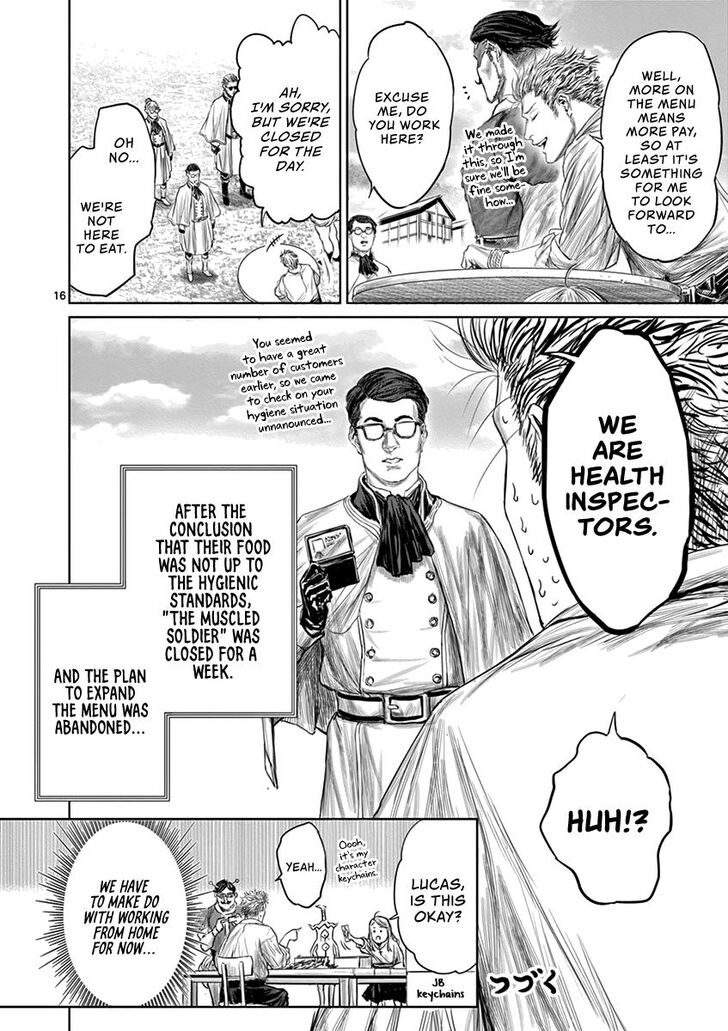 WELL,
MORE ON
THE MENU
MEANS
MORE PAY,
SO AT
LEAST IT'S
SOMETHING
FOR ME
TO LOOK
FORWARD
TO...
We made
it through
this, so I'm
sure we'll be
fine some-
how...
EXCUSE
ME, DO
YOU WORK
HERE?
AH,
I'M SORRY,
BUT WE'RE
CLOSED
FOR THE
DAY.
OH
NO...
WE'RE
NOT
HERE
TO EAT.
16
You seemed
to have a great
number of customers
earlier, so we came
to check on your
hygiene situation
unnanounced...
WE
ARE
HEALTH
INSPEC-
TORS.
AFTER THE
CONCLUSION
THAT THEIR FOOD
WAS NOT UP TO
THE HYGIENIC
STANDARDS,
"THE MUSCLED
SOLDIER" WAS
CLOSED FOR A
WEEK.
AND THE PLAN
TO EXPAND
THE MENU WAS
ABANDONED...
HUH!?
LUCAS,
IS THIS
OKAY?
Oooh,
it's my
character
keychains.
YEAH...
WE HAVE
TO MAKE DO
WITH WORKING
FROM HOME
FOR NOW...
JB
keychains
つづく